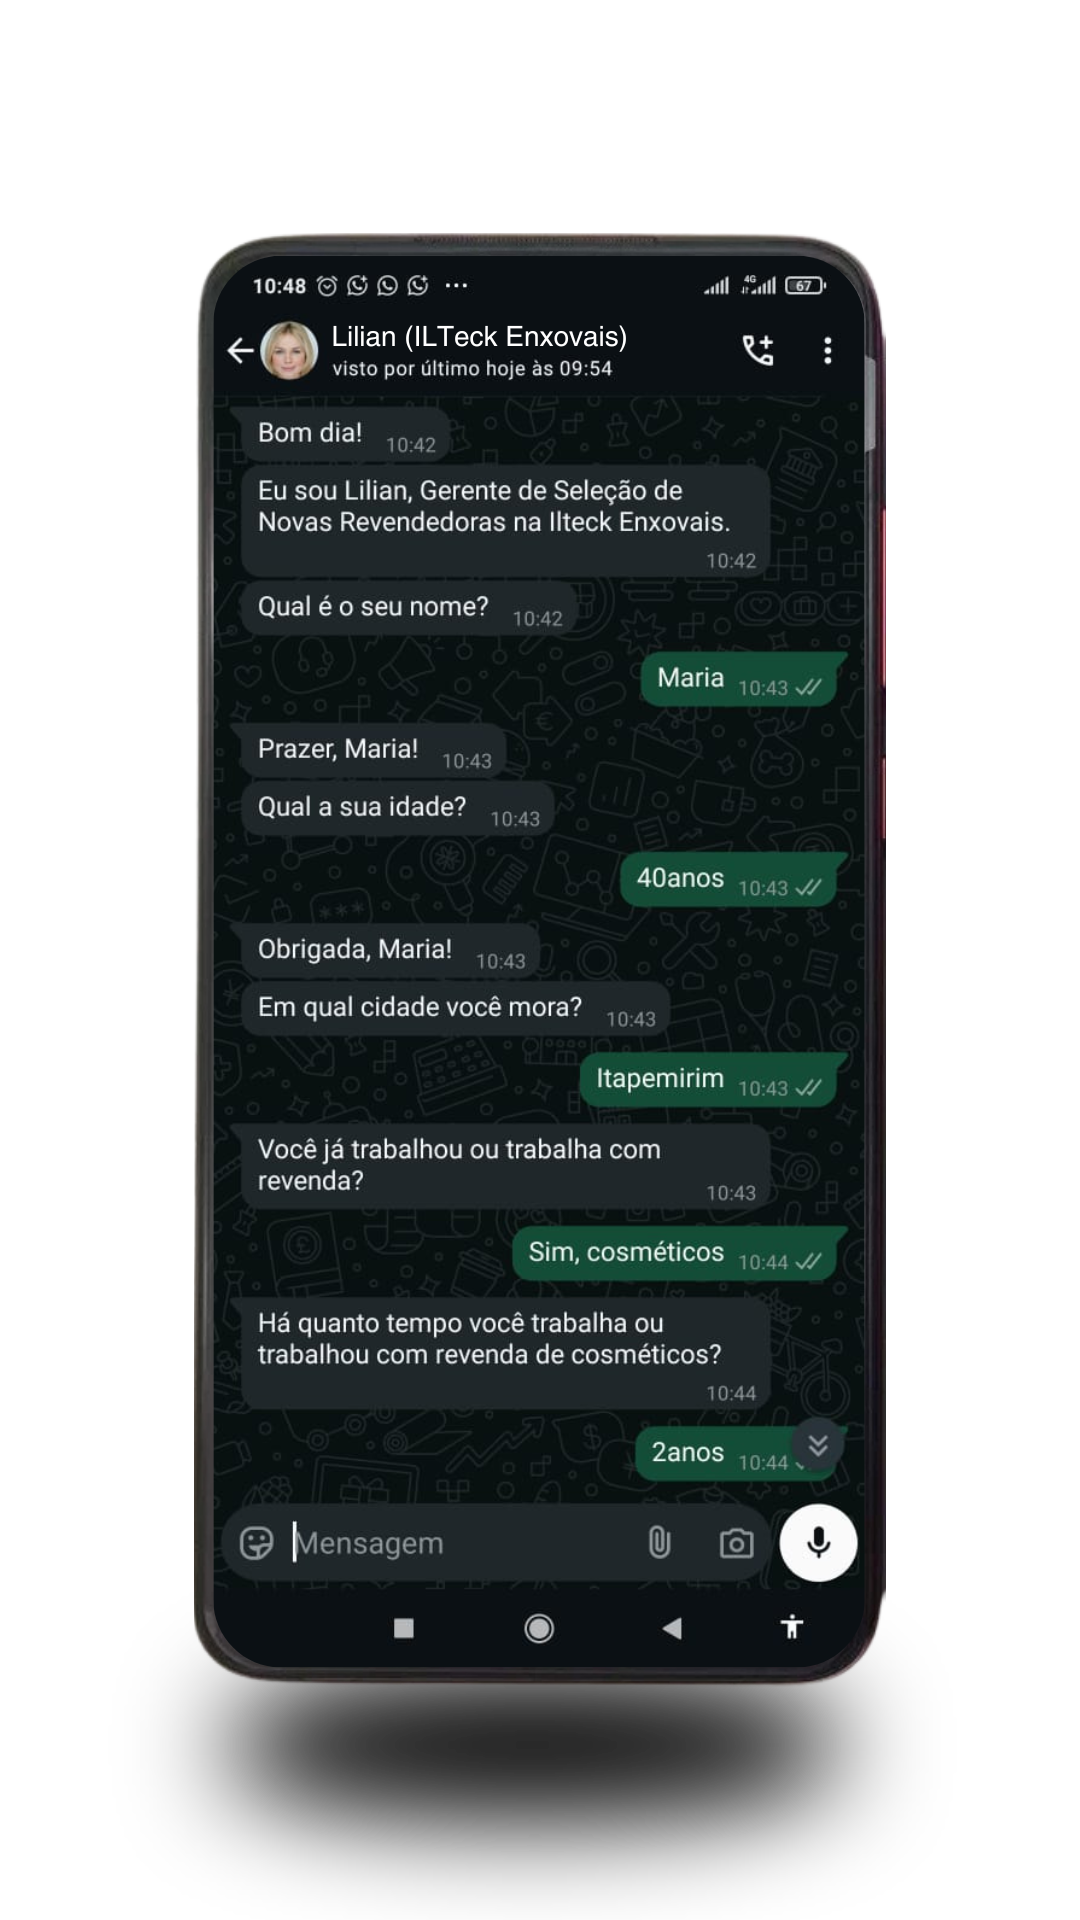 10:48
4G
67
Lilian (ILTeck Enxovais)
visto por último hoje às 09:54
Bom dia! 10:42
Eu sou Lilian, Gerente de Seleção de
Novas Revendedoras na Ilteck Enxovais.
10:42
Qual é o seu nome? 10:42
Maria 10:43
Prazer, Maria! 10:43
Qual a sua idade? 10:43
40anos 10:43
Obrigada, Maria! 10:43
Em qual cidade você mora? 10:43
Itapemirim 10:43
Você já trabalhou ou trabalha com
revenda? 10:43
Sim, cosméticos 10:44
Há quanto tempo você trabalha ou
trabalhou com revenda de cosméticos?
10:44
2anos 10:44
Mensagem